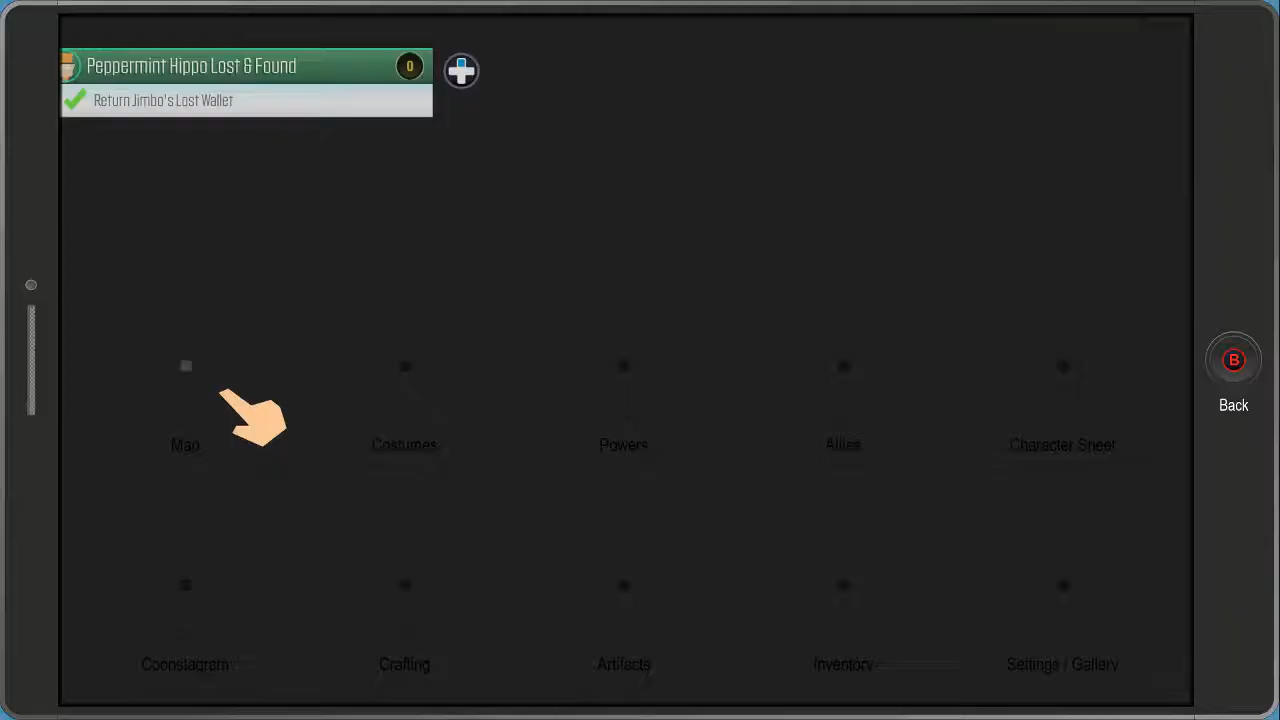 Peppermint Hippo Lost & Found 0
Return Jimbo's Lost Wallet
B
Back
Map Costumes Powers Allies Character Sheet
Coonstagram Crafting Artifacts Inventory Settings / Gallery